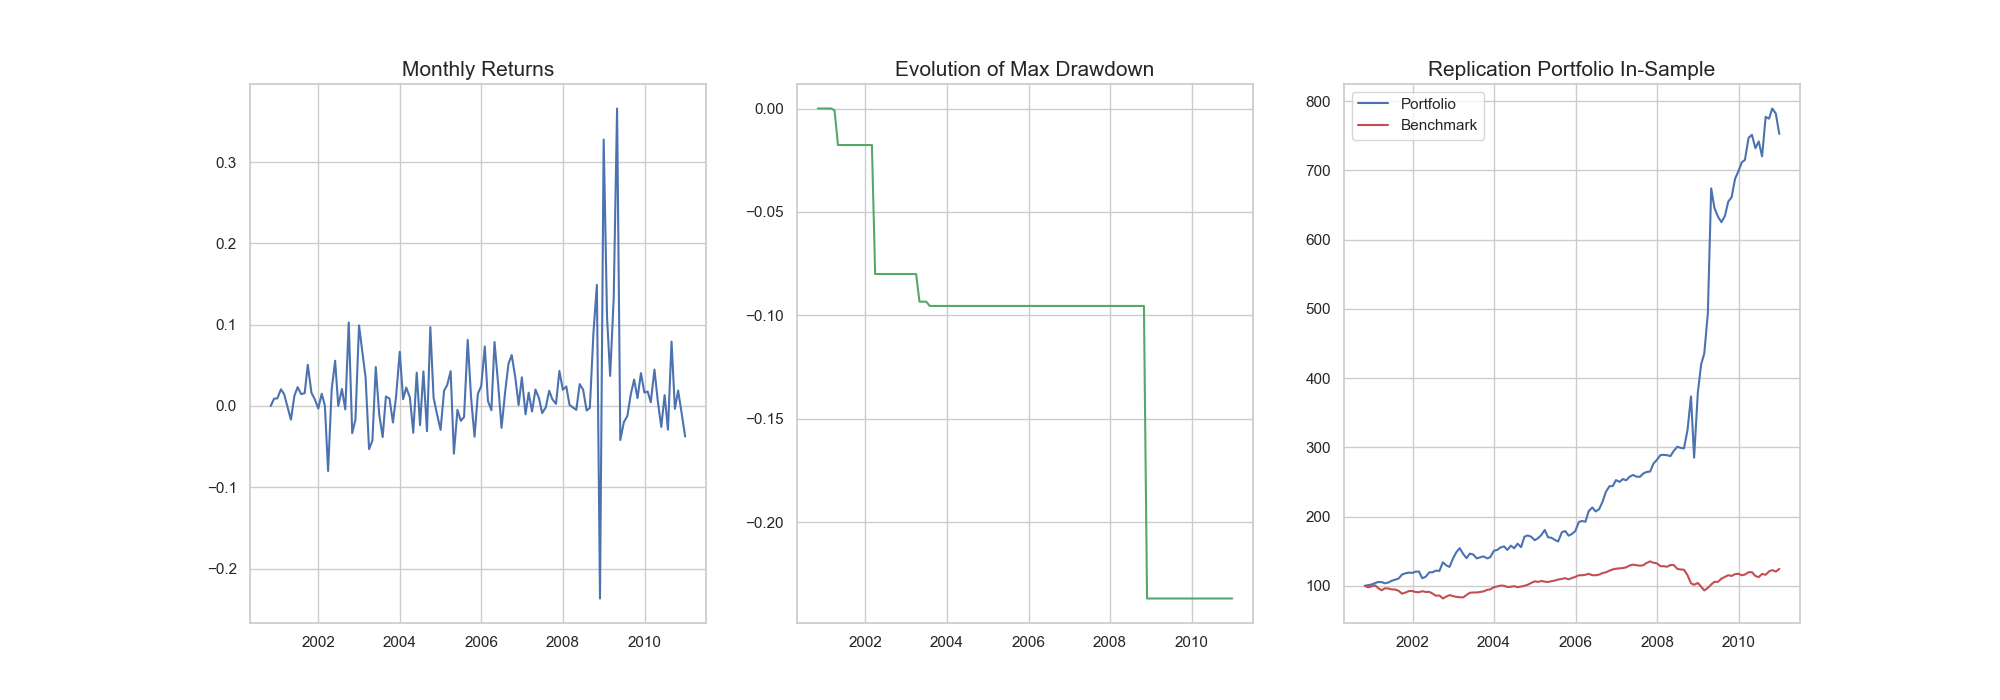 Monthly Returns
0.3
0.2
0.1
0.0
−0.1
−0.2
2002 2004 2006 2008 2010
Evolution of Max Drawdown
0.00
−0.05
−0.10
−0.15
−0.20
2002 2004 2006 2008 2010
Replication Portfolio In-Sample
Portfolio
Benchmark
800
700
600
500
400
300
200
100
2002 2004 2006 2008 2010